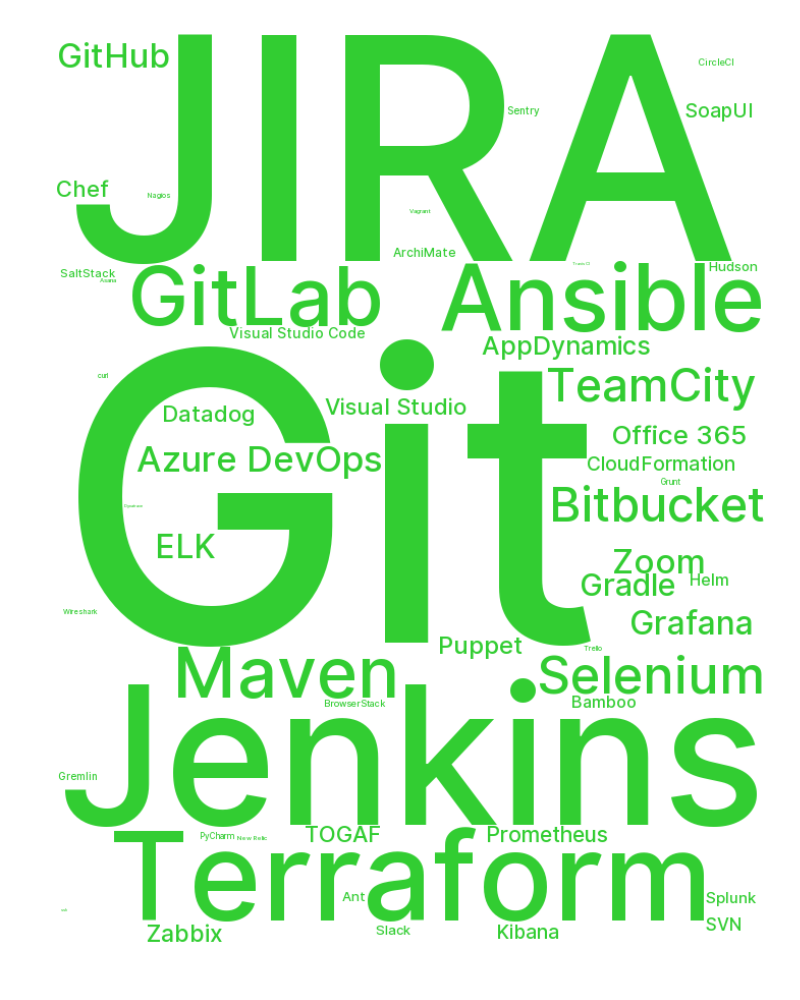 JIRA
GitHub
CircleCI
Sentry
SoapUI
Chef
Nagios
Vagrant
ArchiMate
SaltStack
Asana
GitLab
Ansible
Travis CI
Hudson
Visual Studio Code
AppDynamics
Git
curl
TeamCity
Visual Studio
Datadog
Office 365
Azure DevOps
CloudFormation
Grunt
Bitbucket
ELK
Zoom
Helm
Gradle
Wireshark
Grafana
Puppet
Trello
Maven
Selenium
BrowserStack
Bamboo
Jenkins
Gremlin
PyCharm
New Relic
TOGAF
Prometheus
Terraform
Ant
Splunk
SVN
Zabbix
Slack
Kibana